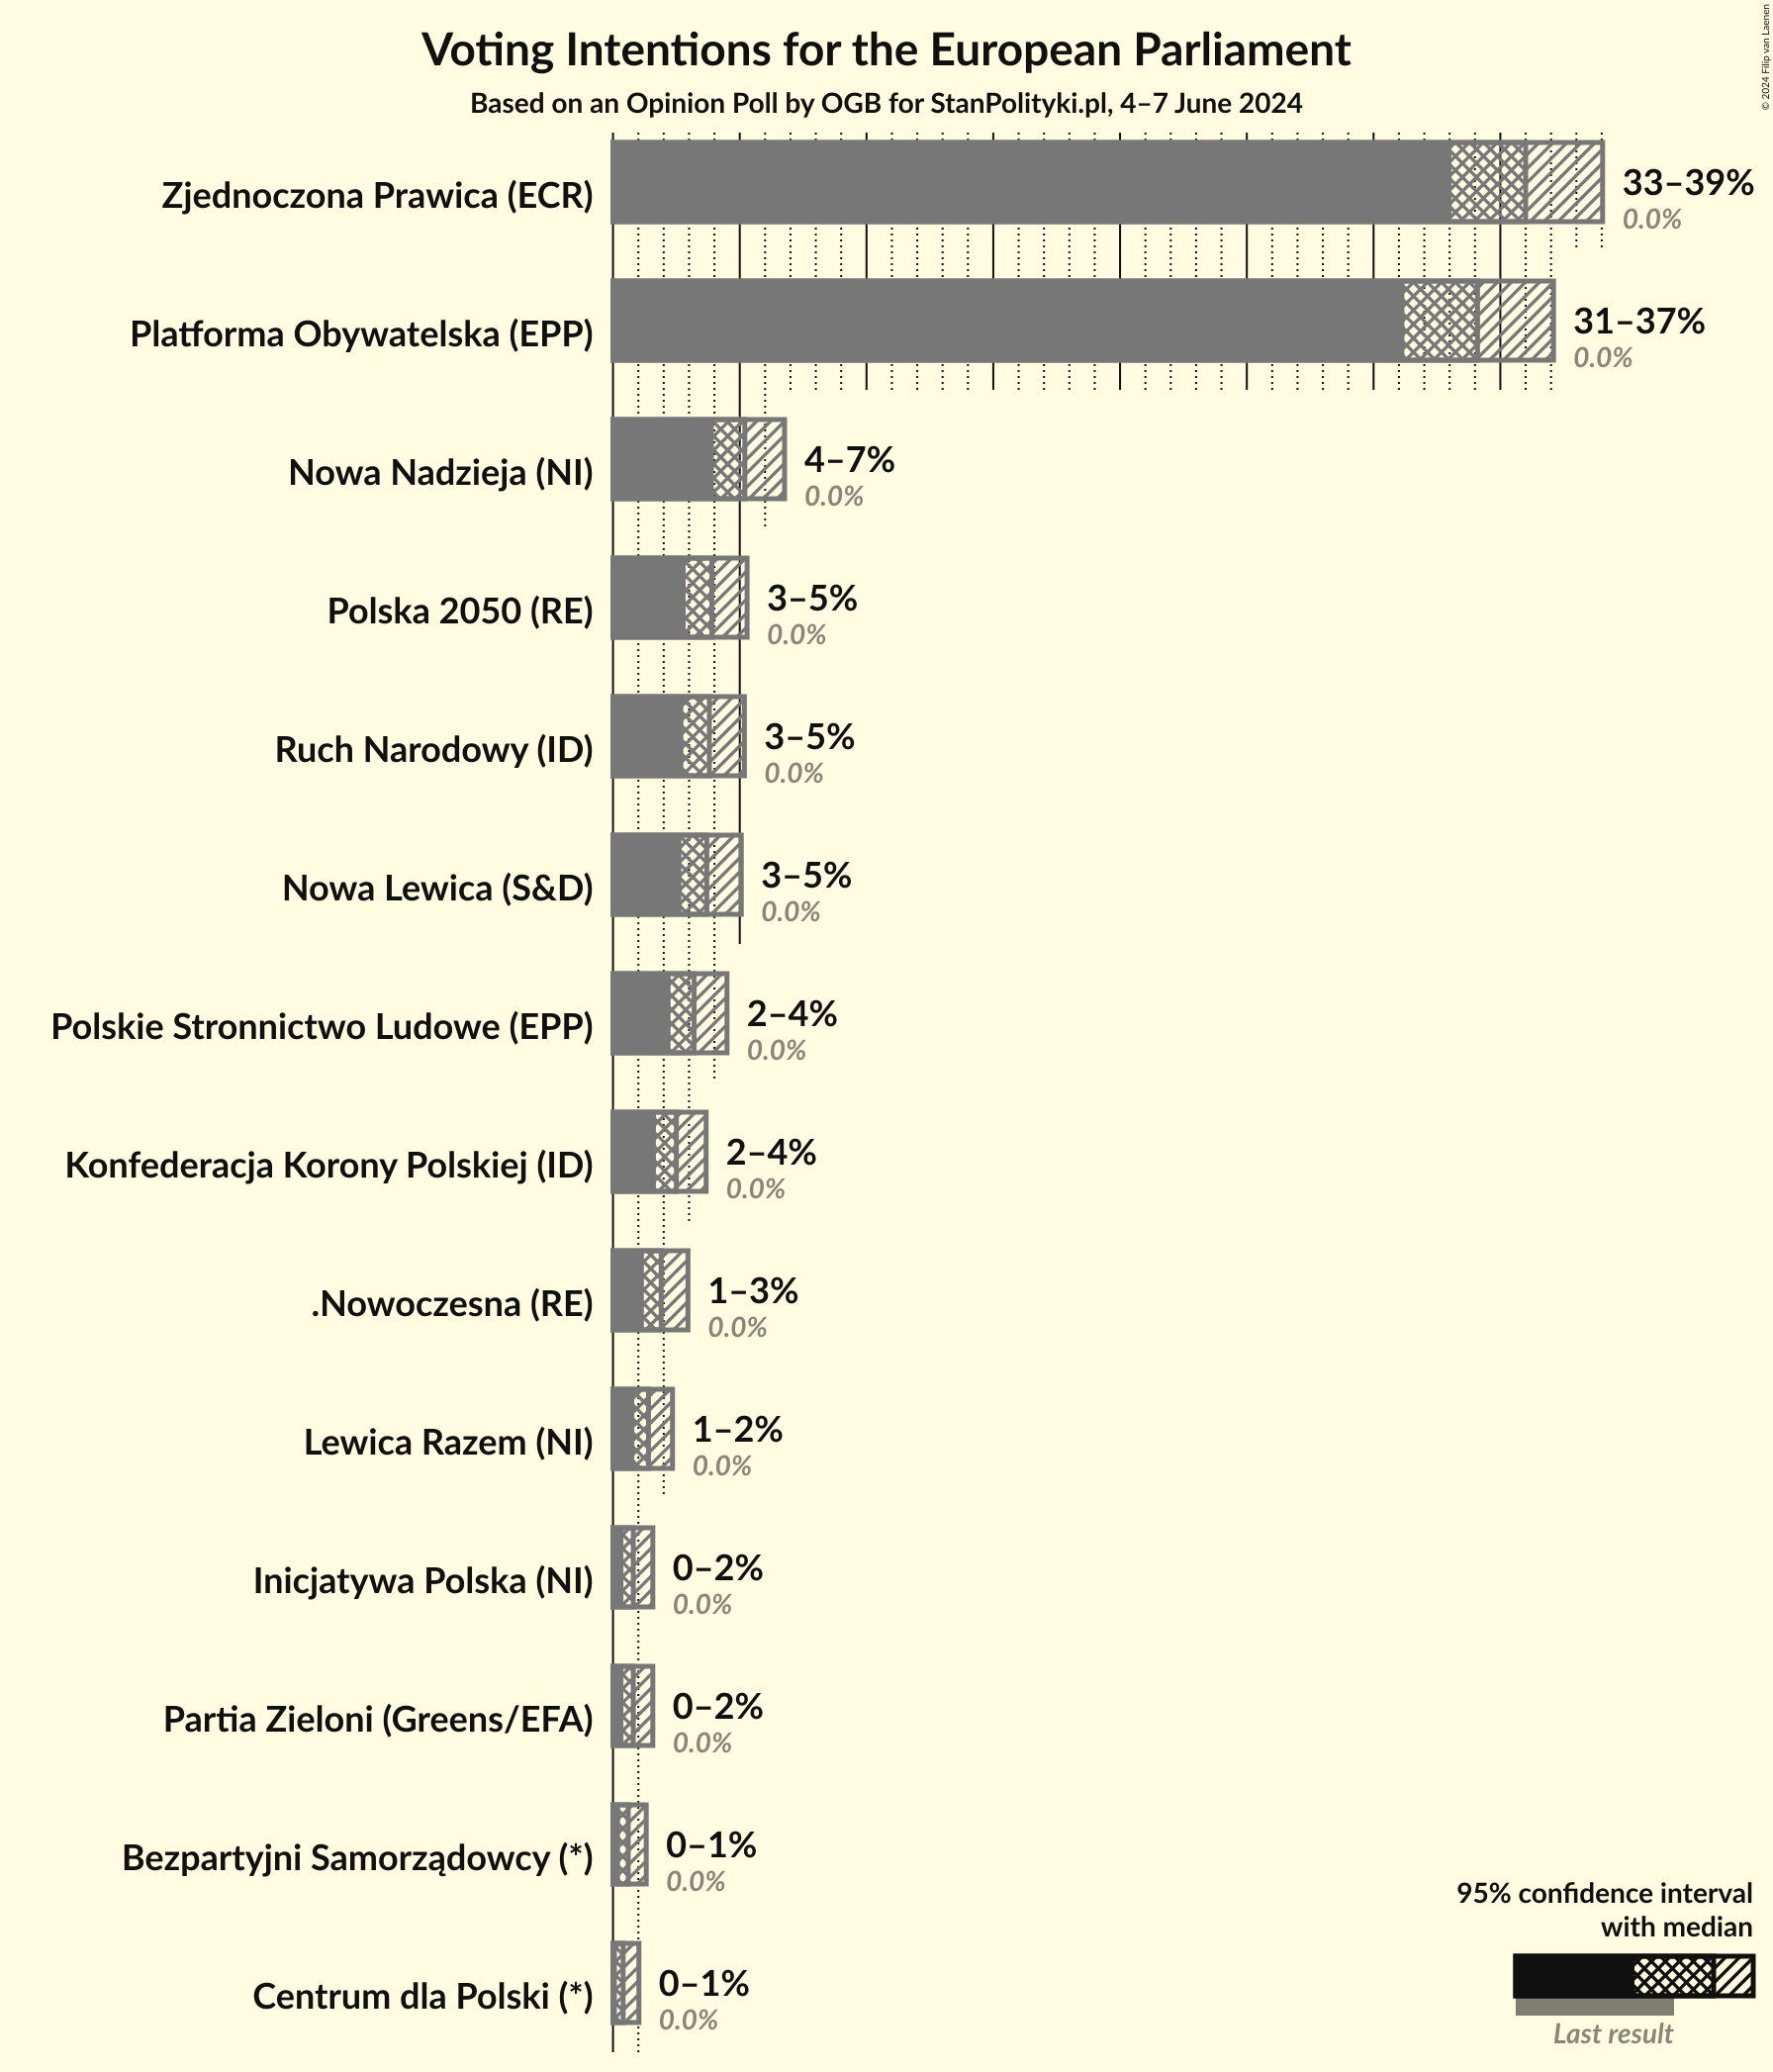 Voting Intentions for the European Parliament
Based on an Opinion Poll by OGB for StanPolityki.pl, 4–7 June 2024
© 2024 Filip van Laenen
Zjednoczona Prawica (ECR)
33–39%
0.0%
Platforma Obywatelska (EPP)
31–37%
0.0%
Nowa Nadzieja (NI)
4–7%
0.0%
Polska 2050 (RE)
3–5%
0.0%
Ruch Narodowy (ID)
3–5%
0.0%
Nowa Lewica (S&D)
3–5%
0.0%
Polskie Stronnictwo Ludowe (EPP)
2–4%
0.0%
Konfederacja Korony Polskiej (ID)
2–4%
0.0%
.Nowoczesna (RE)
1–3%
0.0%
Lewica Razem (NI)
1–2%
0.0%
Inicjatywa Polska (NI)
0–2%
0.0%
Partia Zieloni (Greens/EFA)
0–2%
0.0%
Bezpartyjni Samorządowcy (*)
0–1%
0.0%
Centrum dla Polski (*)
0–1%
0.0%
95% confidence interval
with median
Last result